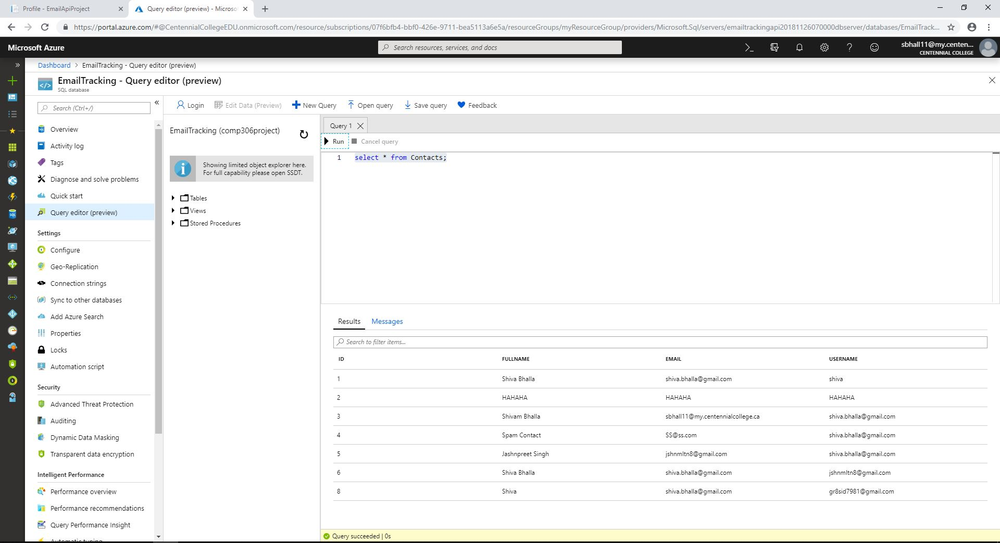 Profile - EmailApiProject
Query editor (preview) - Microso
https://portal.azure.com/#@CentennialCollegeEDU.onmicrosoft.com/resource/subscriptions/07f6bfb4-bbf0-426e-9711-bea5113a6e5a/resourceGroups/myResourceGroup/providers/Microsoft.Sql/servers/emailtrackingapi20181126070000dbserver/databases/EmailTrack...
Microsoft Azure
Search resources, services, and docs
sbhall11@my.centen...
CENTENNIAL COLLEGE
Dashboard > EmailTracking - Query editor (preview)
EmailTracking - Query editor (preview)
SQL database
Search (Ctrl+/)
Overview
Activity log
Tags
Diagnose and solve problems
Quick start
Query editor (preview)
Settings
Configure
Geo-Replication
Connection strings
Sync to other databases
Add Azure Search
Properties
Locks
Automation script
Security
Advanced Threat Protection
Auditing
Dynamic Data Masking
Transparent data encryption
Intelligent Performance
Performance overview
Performance recommendations
Query Performance Insight
Automatic tuning
Login Edit Data (Preview) New Query Open query Save query Feedback
EmailTracking (comp306project)
Showing limited object explorer here.
For full capability please open SSDT.
Tables
Views
Stored Procedures
Query 1
Run Cancel query
1 select * from Contacts;
Results Messages
Search to filter items...
ID FULLNAME EMAIL USERNAME
1 Shiva Bhalla shiva.bhalla@gmail.com shiva
2 HAHAHA HAHAHA HAHAHA
3 Shivam Bhalla sbhall11@my.centennialcollege.ca shiva.bhalla@gmail.com
4 Spam Contact SS@ss.com shiva.bhalla@gmail.com
5 Jashnpreet Singh jshnmltn8@gmail.com shiva.bhalla@gmail.com
6 Shiva Bhalla shiva.bhalla@gmail.com jshnmltn8@gmail.com
8 Shiva shiva.bhalla@gmail.com gr8sid7981@gmail.com
Query succeeded | 0s